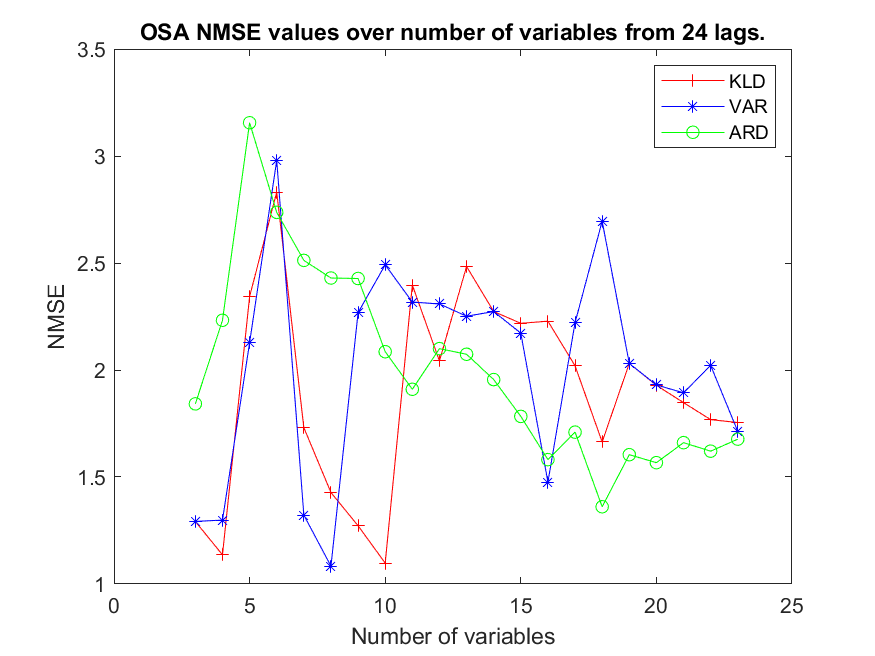 OSA NMSE values over number of variables from 24 lags.
3.5
3
2.5
2
1.5
1
NMSE
0
5
10
15
20
25
Number of variables
KLD
VAR
ARD